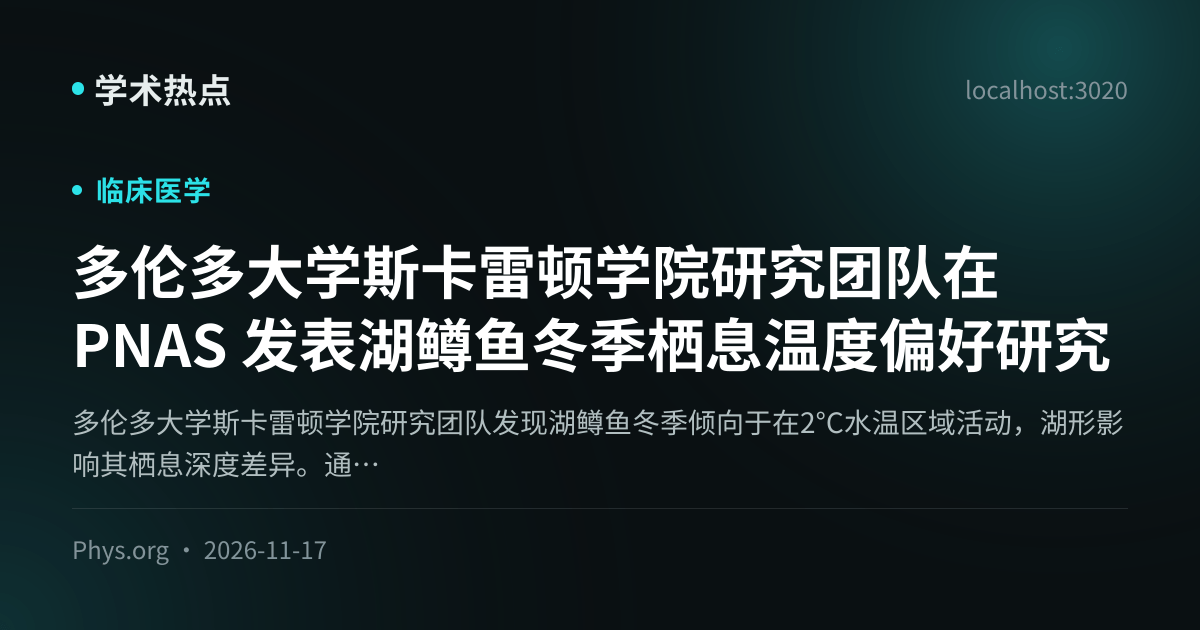 学术热点
localhost:3020
临床医学
多伦多大学斯卡雷顿学院研究团队在
PNAS 发表湖鳟鱼冬季栖息温度偏好研究
多伦多大学斯卡雷顿学院研究团队发现湖鳟鱼冬季倾向于在2°C水温区域活动，湖形影
响其栖息深度差异。通…
Phys.org • 2026-11-17